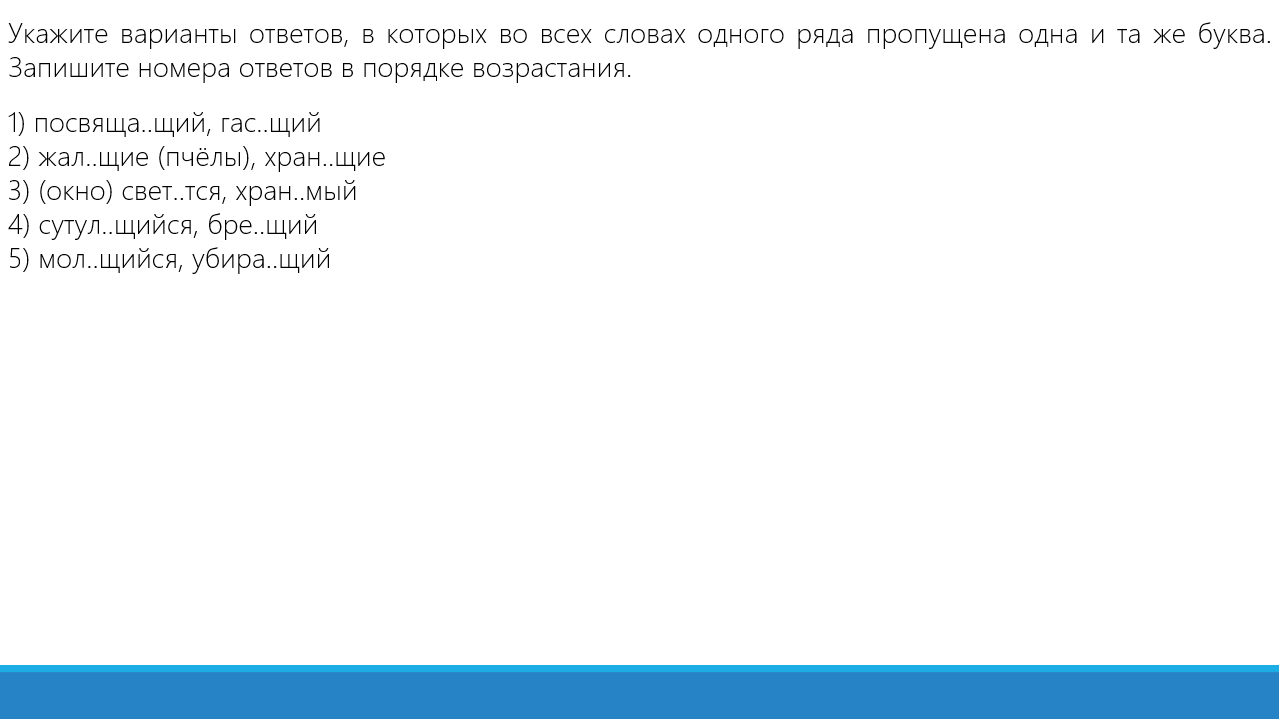 Укажите варианты ответов, в которых во всех словах одного ряда пропущена одна и та же буква.
Запишите номера ответов в порядке возрастания.
1) посвяща..щий, гас..щий
2) жал..щие (пчёлы), хран..щие
3) (окно) свет..тся, хран..мый
4) сутул..щийся, бре..щий
5) мол..щийся, убира..щий